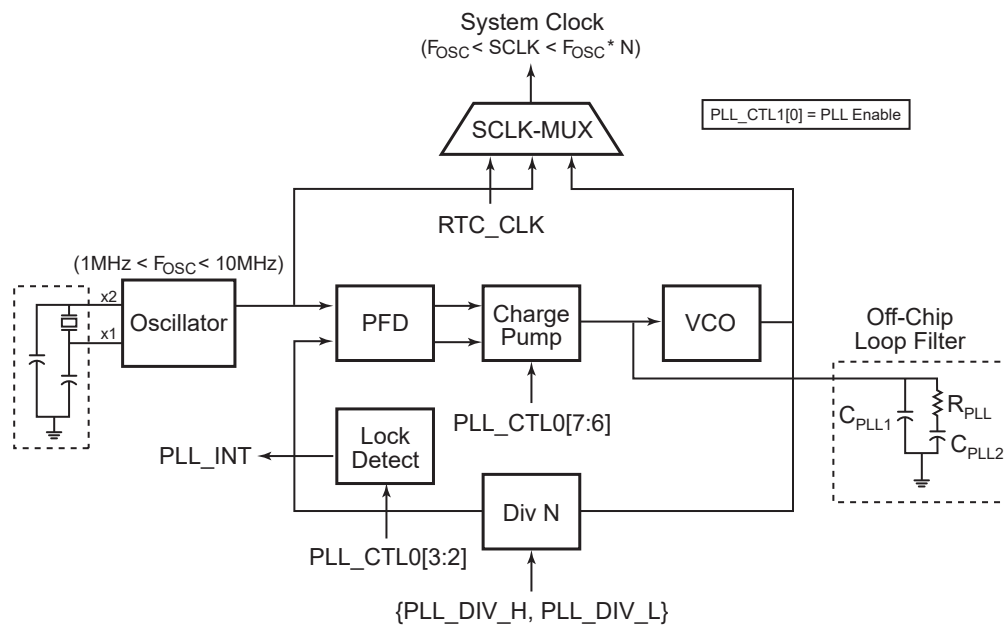 System Clock
(FOSC < SCLK < FOSC * N)
SCLK-MUX
PLL_CTL1[0] = PLL Enable
RTC_CLK
(1MHz < FOSC < 10MHz)
x2
x1
Oscillator
PFD
Charge
Pump
VCO
Off-Chip
Loop Filter
CPLL1
RPLL
CPLL2
PLL_CTL0[7:6]
PLL_INT
Lock
Detect
Div N
PLL_CTL0[3:2]
{PLL_DIV_H, PLL_DIV_L}